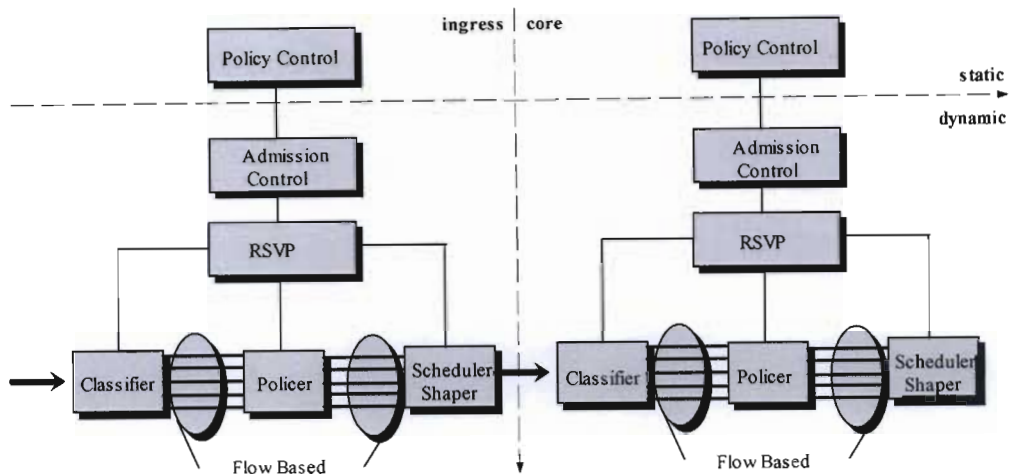 ingress core
Policy Control
Policy Control
static
dynamic
Admission
Control
Admission
Control
RSVP
RSVP
Classifier
Policer
Scheduler
Shaper
Classifier
Policer
Scheduler
Shaper
Flow Based
Flow Based